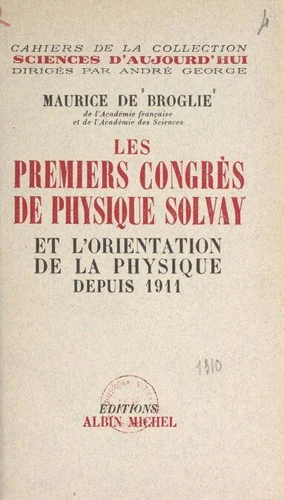 CAHIERS DE LA COLLECTION
SCIENCES D'AUJOURD'HUI
DIRIGÉS PAR ANDRÉ GEORGE
MAURICE DE BROGLIE
de l'Académie française
et de l'Académie des Sciences
LES
PREMIERS CONGRÈS
DE PHYSIQUE SOLVAY
ET L'ORIENTATION
DE LA PHYSIQUE
DEPUIS 1911
1310
ÉDITIONS
ALBIN MICHEL